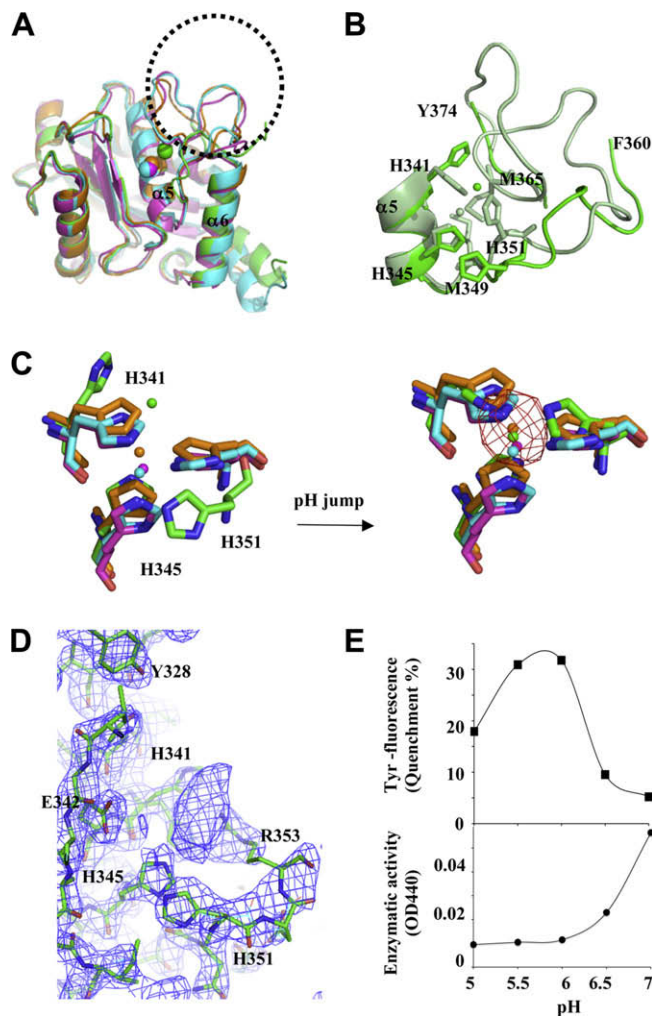 A
α5
α6
B
Y374
F360
H341
M365
α5
H351
H345
M349
C
H341
pH jump
H351
H345
D
Y328
H341
E342
R353
H345
H351
E
Tyr -fluorescence
(Quenchment %)
30
20
10
0
Enzymatic activity
(OD440)
0.04
0.02
0
5 5.5 6 6.5 7
pH